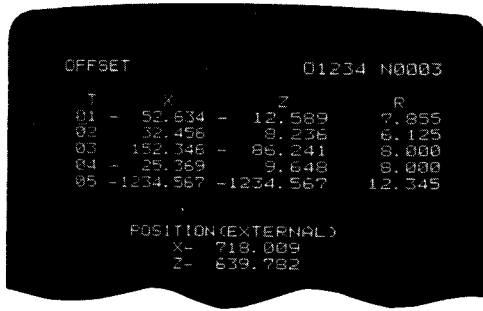 OFFSET O1234 N0003
T X Z R
01 - 52.634 - 12.589 7.855
02 32.456 8.236 6.125
03 152.346 - 86.241 8.000
04 - 25.369 9.648 8.000
05 -1234.567 -1234.567 12.345
POSITION(EXTERNAL)
X- 718.009
Z- 639.782